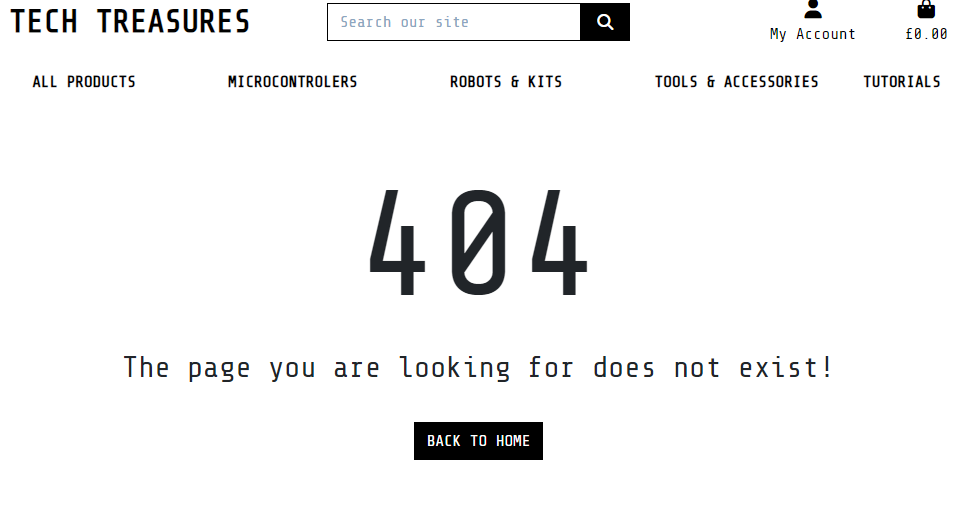 TECH TREASURES
Search our site
My Account
£0.00
ALL PRODUCTS
MICROCONTROLERS
ROBOTS & KITS
TOOLS & ACCESSORIES
TUTORIALS
404
The page you are looking for does not exist!
BACK TO HOME